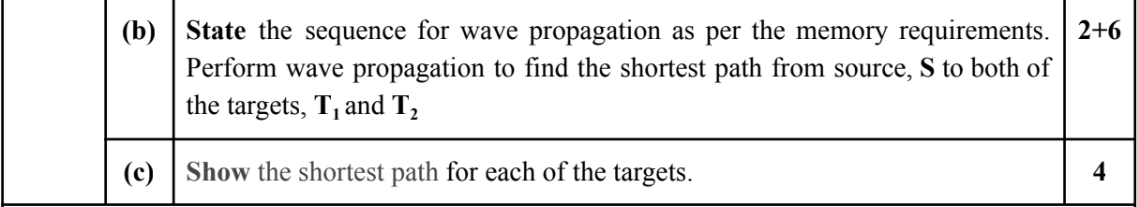 (b) State the sequence for wave propagation as per the memory requirements. 2+6
Perform wave propagation to find the shortest path from source, S to both of
the targets, T₁ and T₂
(c) Show the shortest path for each of the targets. 4